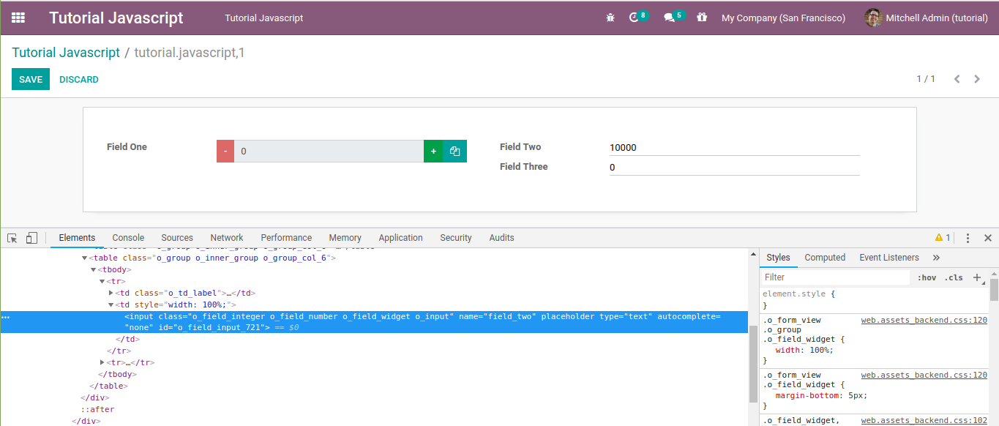 Tutorial Javascript Tutorial Javascript 8 5 My Company (San Francisco) Mitchell Admin (tutorial)
Tutorial Javascript / tutorial.javascript,1
SAVE DISCARD 1 / 1
Field One - 0 + Field Two 10000
Field Three 0
Elements Console Sources Network Performance Memory Application Security Audits 1
<table class="o_group o_inner_group o_group_col_6">
<tbody>
<tr>
<td class="o_td_label">…</td>
<td style="width: 100%;">
<input class="o_field_integer o_field_number o_field_widget o_input" name="field_two" placeholder type="text" autocomplete=
"none" id="o_field_input_721"> == $0
</td>
</tr>
<tr>…</tr>
</tbody>
</table>
</div>
::after
</div>
Styles Computed Event Listeners »
Filter :hov .cls +
element.style {
}
.o_form_view web.assets_backend.css:120
.o_group
.o_field_widget {
width: 100%;
}
.o_form_view web.assets_backend.css:120
.o_field_widget {
margin-bottom: 5px;
}
.o_field_widget, web.assets_backend.css:102